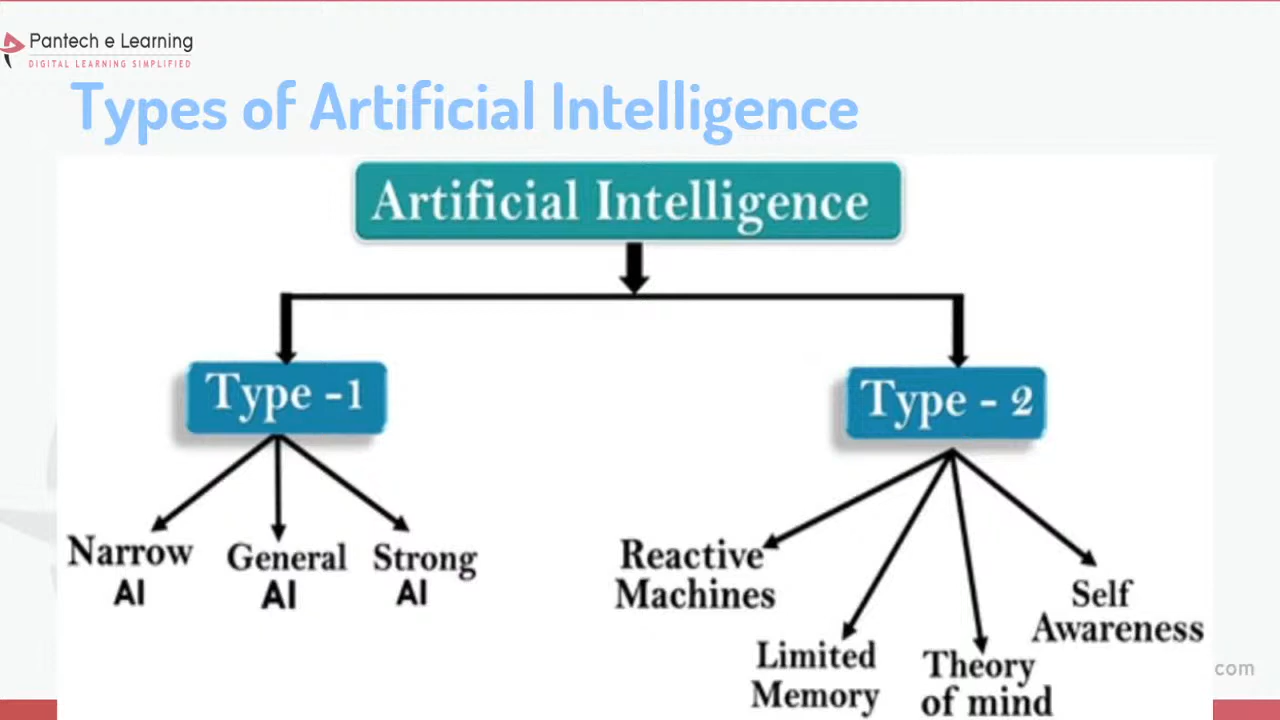 Pantech e Learning
DIGITAL LEARNING SIMPLIFIED
Types of Artificial Intelligence
Artificial Intelligence
Type -1
Type - 2
Narrow
AI
General
AI
Strong
AI
Reactive
Machines
Limited
Memory
Theory
of mind
Self
Awareness
com